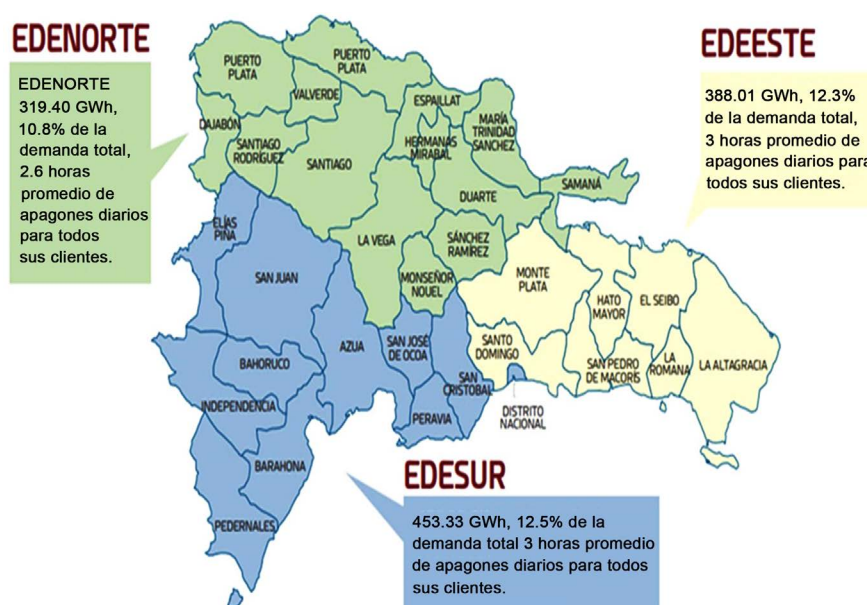 EDENORTE
EDENORTE
319.40 GWh,
10.8% de la
demanda total,
2.6 horas
promedio de
apagones diarios
para todos
sus clientes.
EDEESTE
388.01 GWh, 12.3%
de la demanda total,
3 horas promedio de
apagones diarios para
todos sus clientes.
PUERTO
PLATA
PUERTO
PLATA
VALVERDE
ESPAILLAT
DAJABÓN
SANTIAGO
RODRÍGUEZ
SANTIAGO
HERMANAS
MIRABAL
MARÍA
TRINIDAD
SANCHEZ
SAMANÁ
DUARTE
ELÍAS
PIÑA
LA VEGA
SÁNCHEZ
RAMÍREZ
SAN JUAN
MONSEÑOR
NOUEL
MONTE
PLATA
HATO
MAYOR
EL SEIBO
AZUA
SAN JOSÉ
DE OCOA
SANTO
DOMINGO
BAHORUCO
SAN
CRISTOBAL
SAN PEDRO
DE MACORÍS
LA
ROMANA
LA ALTAGRACIA
INDEPENDENCIA
PERAVIA
DISTRITO
NACIONAL
BARAHONA
PEDERNALES
EDESUR
453.33 GWh, 12.5% de la
demanda total 3 horas promedio
de apagones diarios para todos
sus clientes.